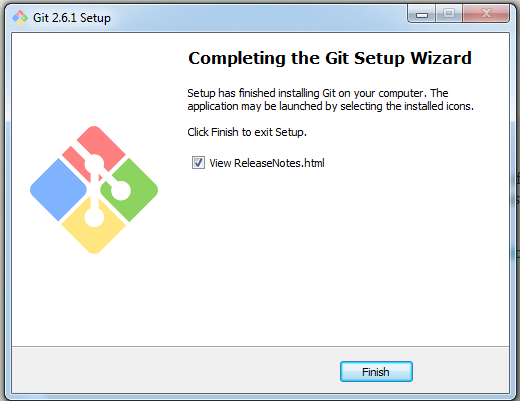 Git 2.6.1 Setup
Completing the Git Setup Wizard
Setup has finished installing Git on your computer. The
application may be launched by selecting the installed icons.
Click Finish to exit Setup.
View ReleaseNotes.html
Finish